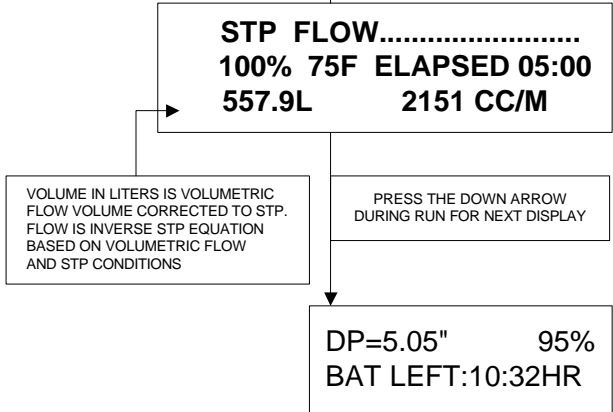 STP FLOW.........................
100% 75F ELAPSED 05:00
557.9L 2151 CC/M
VOLUME IN LITERS IS VOLUMETRIC
FLOW VOLUME CORRECTED TO STP.
FLOW IS INVERSE STP EQUATION
BASED ON VOLUMETRIC FLOW
AND STP CONDITIONS
PRESS THE DOWN ARROW
DURING RUN FOR NEXT DISPLAY
DP=5.05" 95%
BAT LEFT:10:32HR